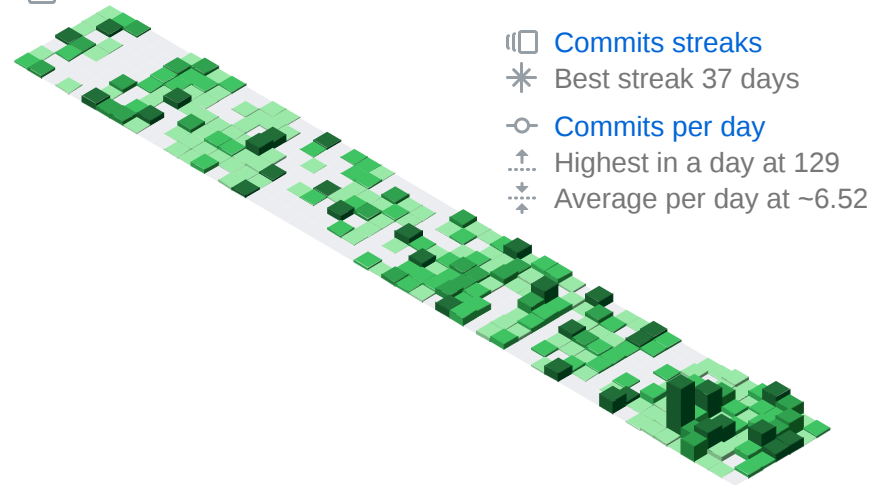 Commits streaks
Best streak 37 days
Commits per day
Highest in a day at 129
Average per day at ~6.52